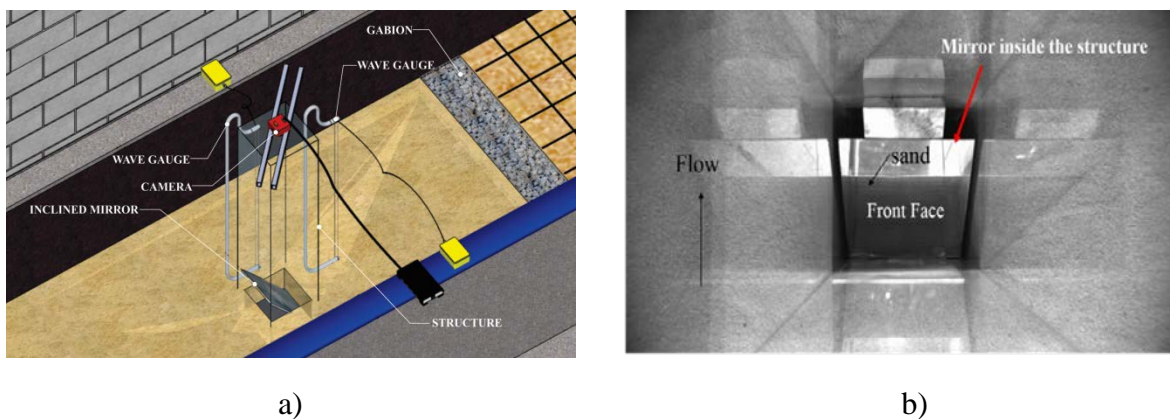 GABION
WAVE GAUGE
WAVE GAUGE
CAMERA
INCLINED MIRROR
STRUCTURE
a)
Mirror inside the structure
Flow
sand
Front Face
b)